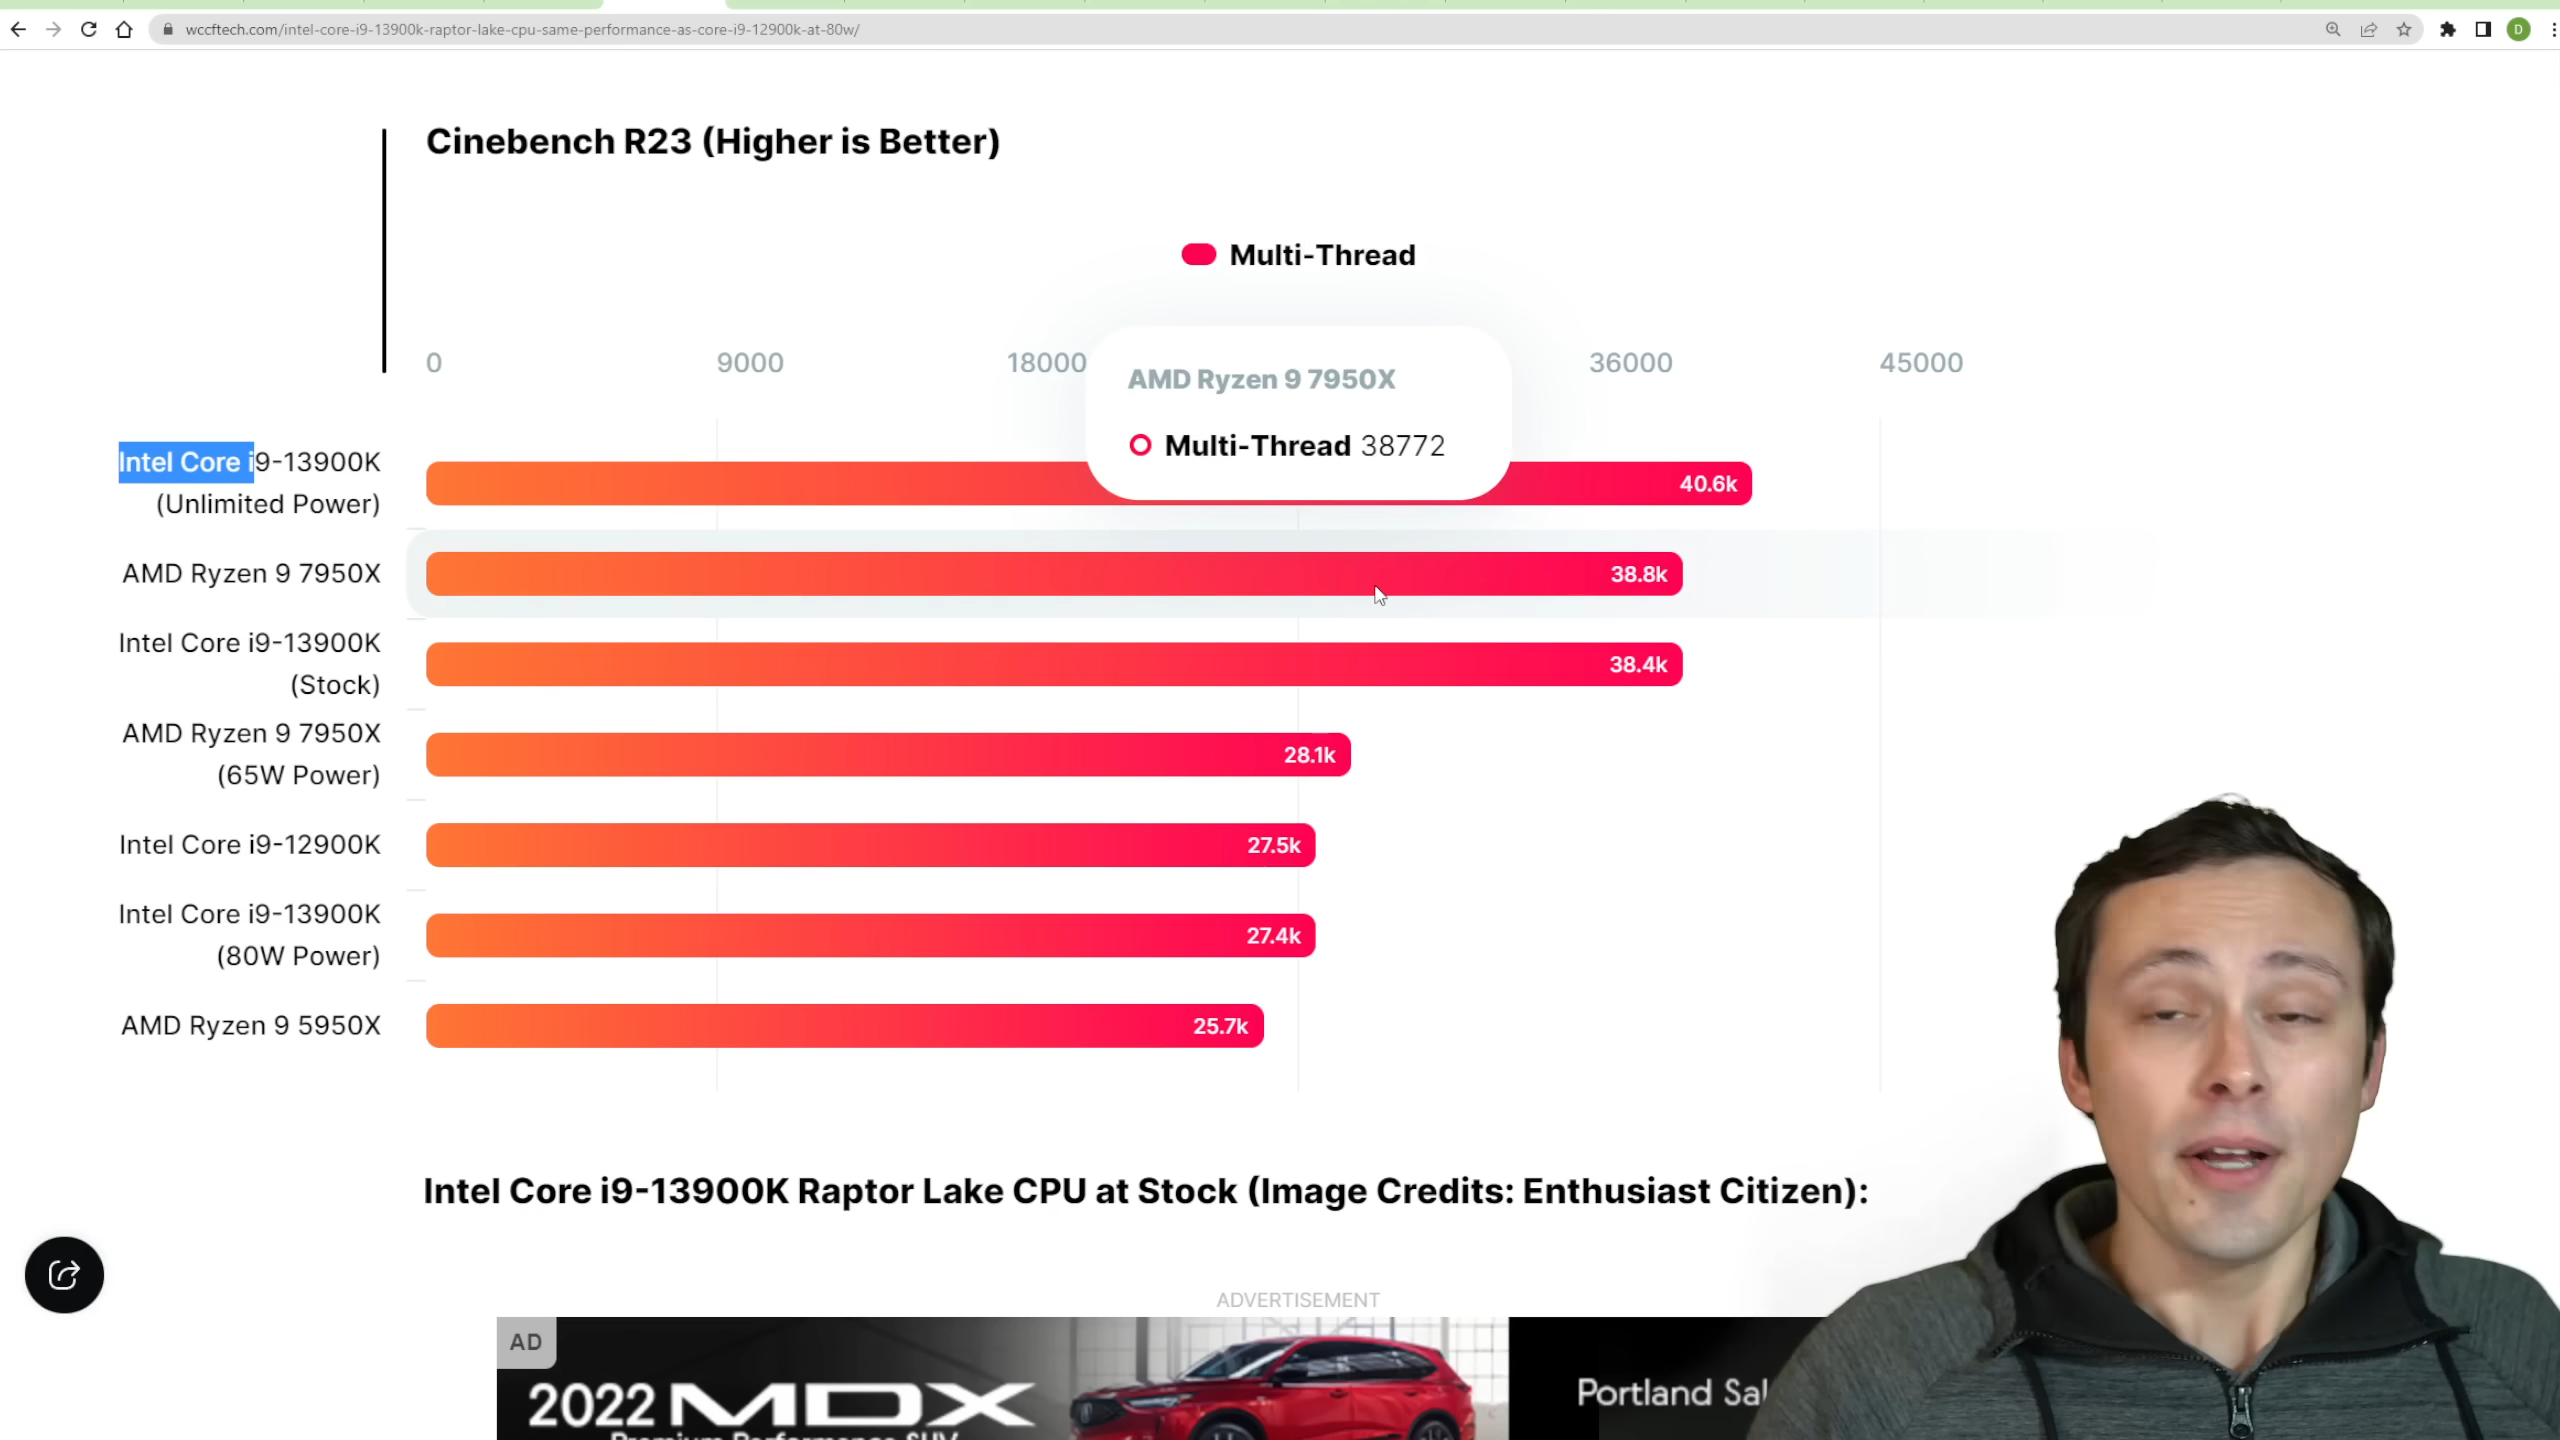 wccftech.com/intel-core-i9-13900k-raptor-lake-cpu-same-performance-as-core-i9-12900k-at-80w/
D
Cinebench R23 (Higher is Better)
Multi-Thread
0 9000 18000 36000 45000
AMD Ryzen 9 7950X
Multi-Thread 38772
Intel Core i9-13900K
(Unlimited Power)
40.6k
AMD Ryzen 9 7950X
38.8k
Intel Core i9-13900K
(Stock)
38.4k
AMD Ryzen 9 7950X
(65W Power)
28.1k
Intel Core i9-12900K
27.5k
Intel Core i9-13900K
(80W Power)
27.4k
AMD Ryzen 9 5950X
25.7k
Intel Core i9-13900K Raptor Lake CPU at Stock (Image Credits: Enthusiast Citizen):
ADVERTISEMENT
AD
2022 MDX
Premium Performance SUV
Portland Sal